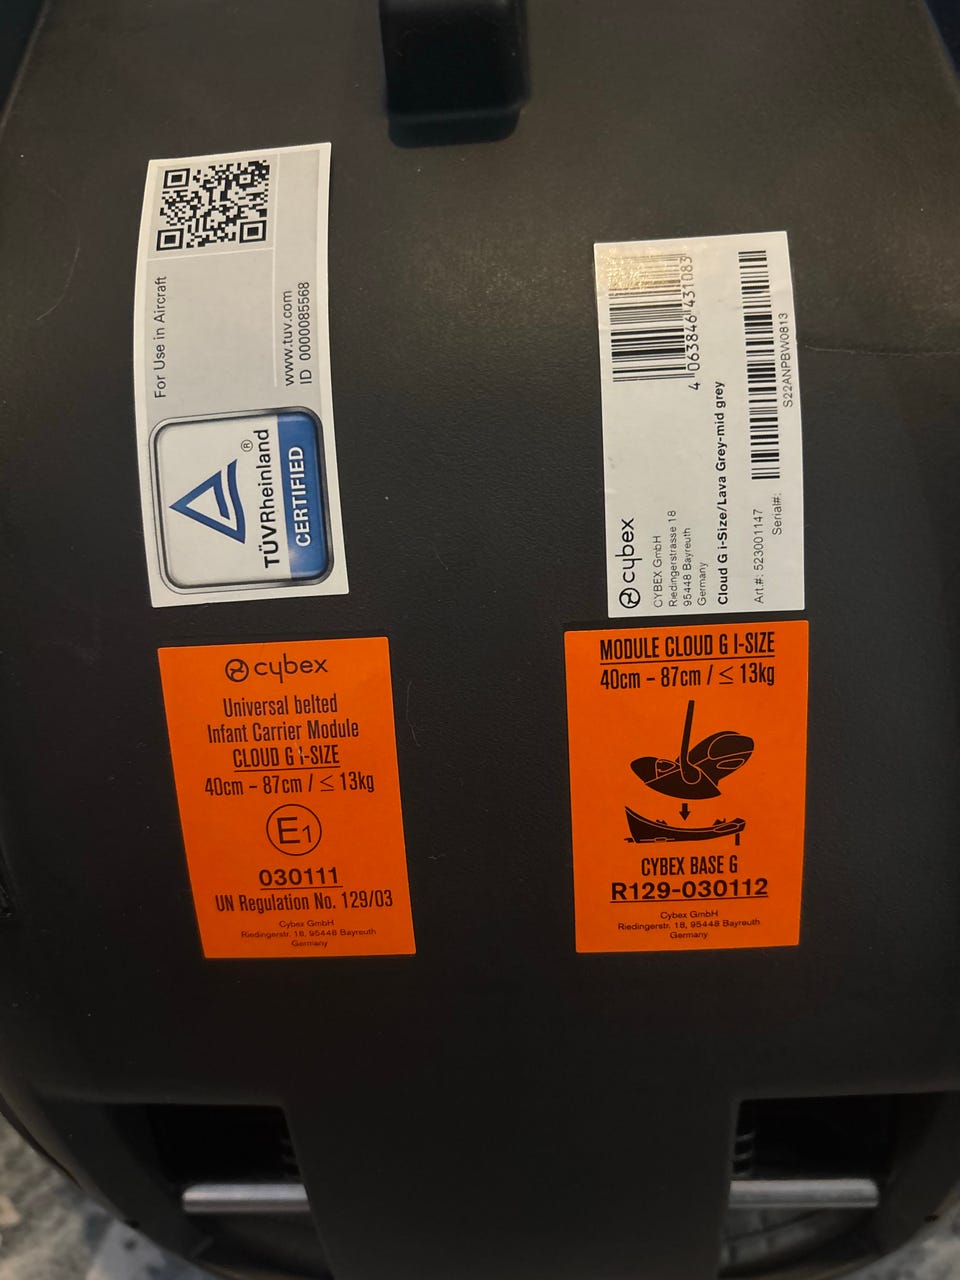 For Use in Aircraft
www.tuv.com
ID 0000085568
TÜVRheinland®
CERTIFIED
4 063846 431083
cybex
CYBEX GmbH
Riedingerstrasse 18
95448 Bayreuth
Germany
Cloud G i-Size/Lava Grey-mid grey
Art.#: 523001147
Serial#:
S22ANPBW0813
cybex
Universal belted
Infant Carrier Module
CLOUD G I-SIZE
40cm – 87cm / ≤ 13kg
E1
030111
UN Regulation No. 129/03
Cybex GmbH
Riedingerstr. 18, 95448 Bayreuth
Germany
MODULE CLOUD G I-SIZE
40cm – 87cm / ≤ 13kg
CYBEX BASE G
R129-030112
Cybex GmbH
Riedingerstr. 18, 95448 Bayreuth
Germany